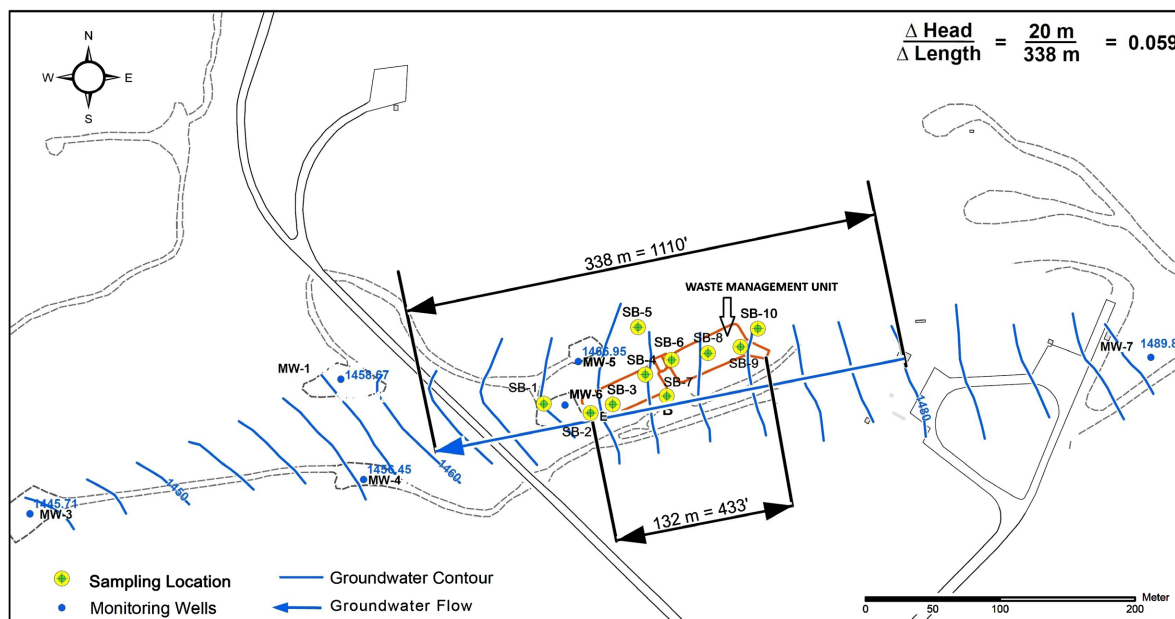 N
W E
S
Δ Head
Δ Length
=
20 m
338 m
= 0.059
338 m = 1110'
WASTE MANAGEMENT UNIT
SB-5
SB-10
SB-8
SB-6
SB-9
SB-4
SB-7
SB-3
SB-1
SB-2
E
B
1466.95
MW-5
MW-6
MW-1
1458.67
MW-7
1489.8
1480
1460
1456.45
MW-4
1450
1445.71
MW-3
132 m = 433'
Sampling Location
Groundwater Contour
Monitoring Wells
Groundwater Flow
Meter
0 50 100 200